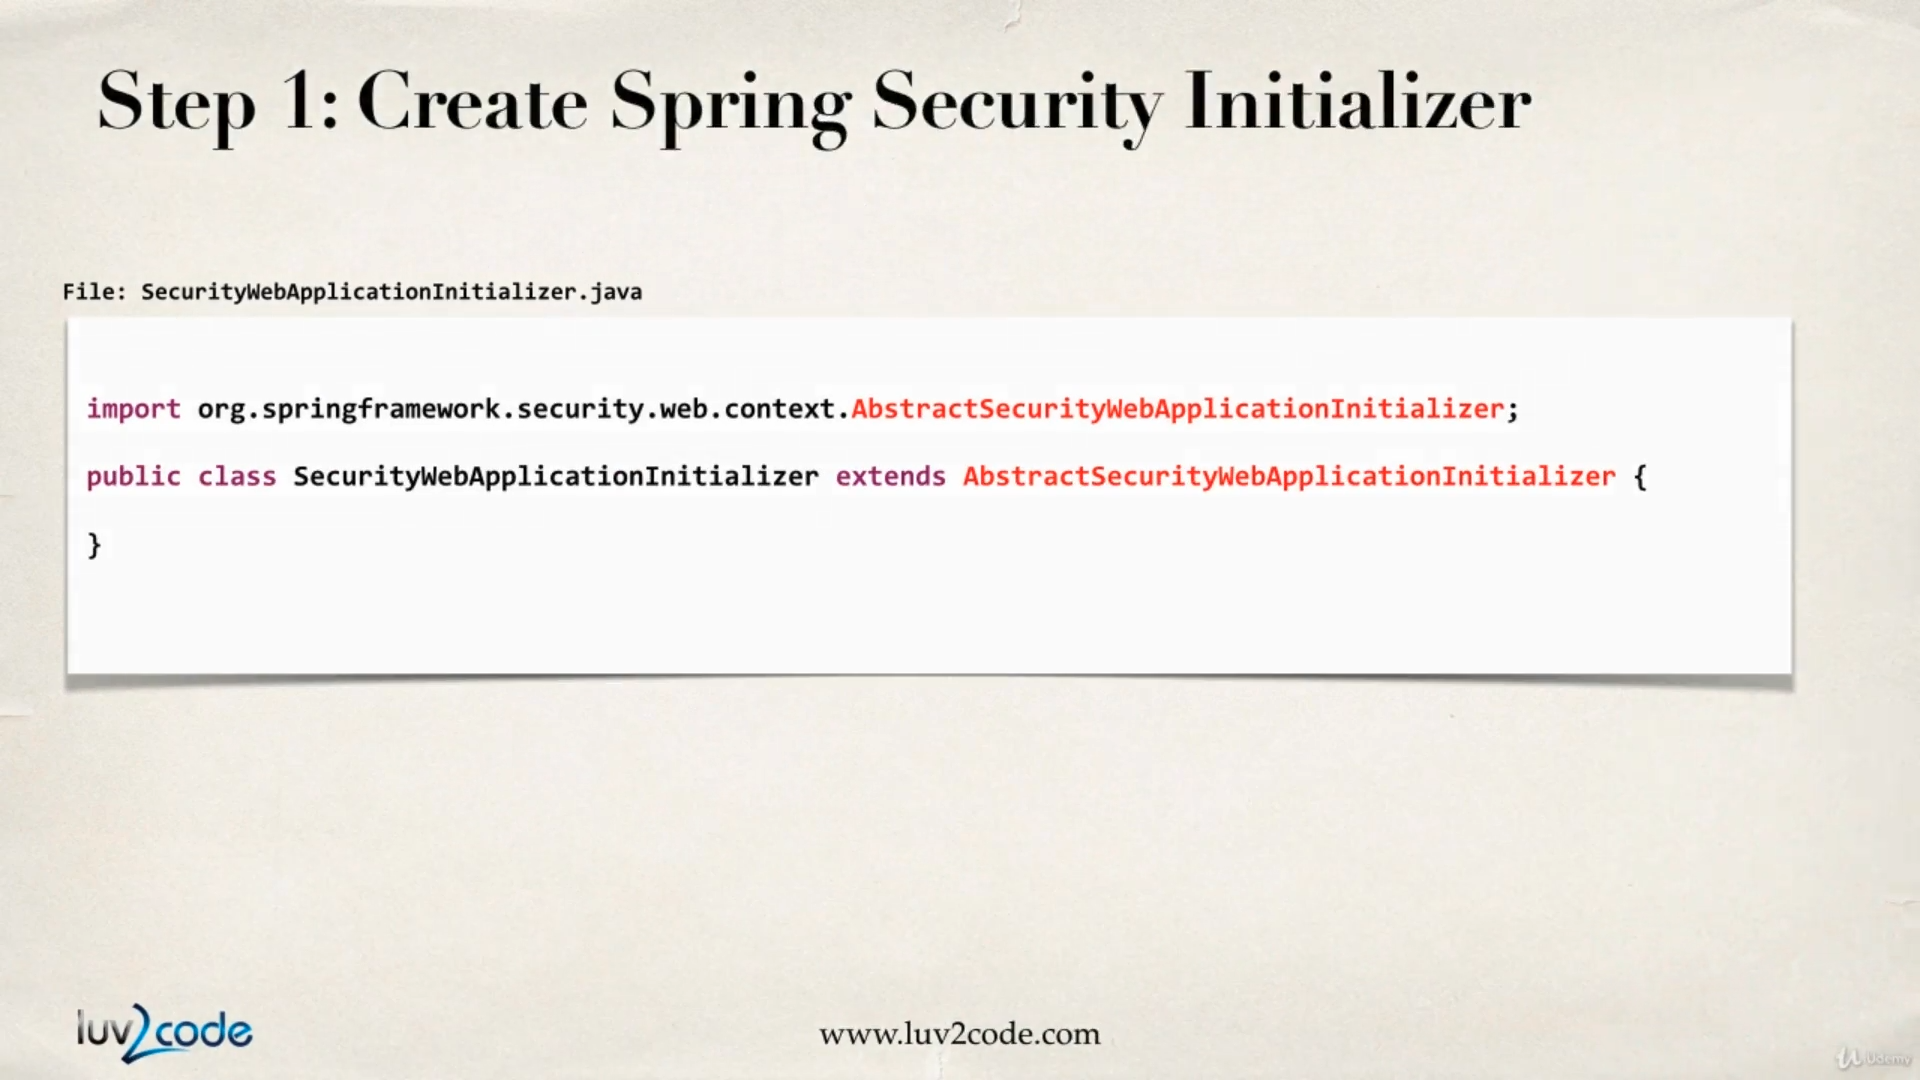 Step 1: Create Spring Security Initializer
File: SecurityWebApplicationInitializer.java
import org.springframework.security.web.context.AbstractSecurityWebApplicationInitializer;
public class SecurityWebApplicationInitializer extends AbstractSecurityWebApplicationInitializer {
}
luv2code
www.luv2code.com
Udemy